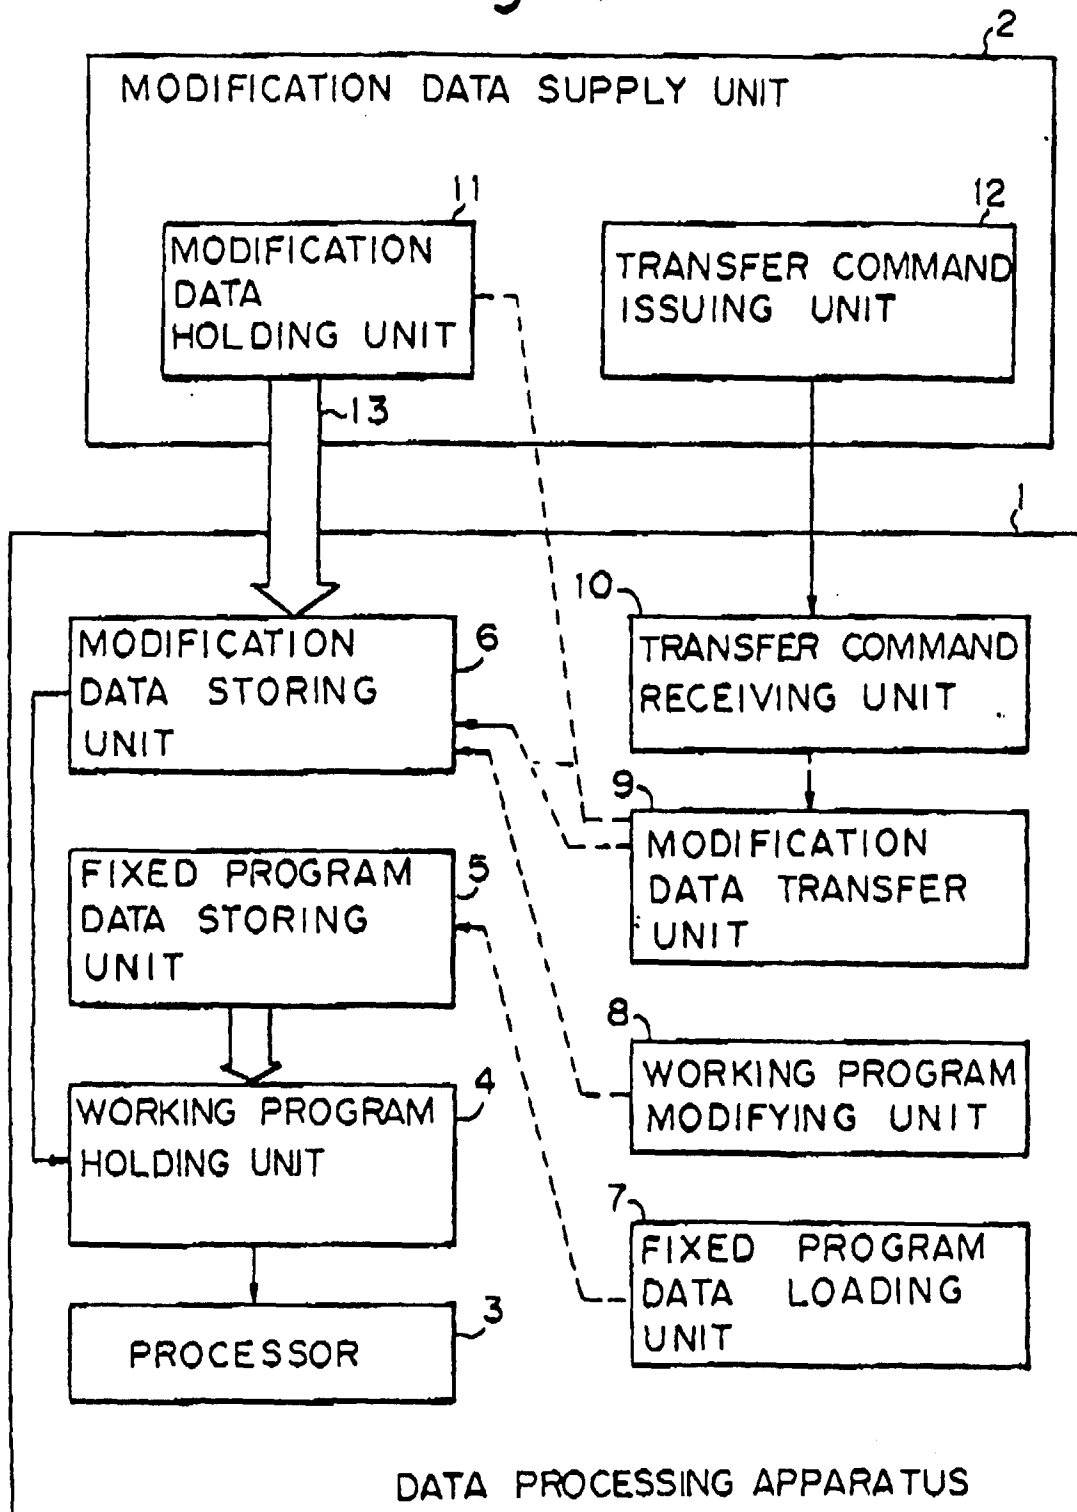 2
MODIFICATION DATA SUPPLY UNIT
11
MODIFICATION
DATA
HOLDING UNIT
12
TRANSFER COMMAND
ISSUING UNIT
13
1
6
MODIFICATION
DATA STORING
UNIT
10
TRANSFER COMMAND
RECEIVING UNIT
9
MODIFICATION
DATA TRANSFER
UNIT
5
FIXED PROGRAM
DATA STORING
UNIT
8
WORKING PROGRAM
MODIFYING UNIT
4
WORKING PROGRAM
HOLDING UNIT
7
FIXED PROGRAM
DATA LOADING
UNIT
3
PROCESSOR
DATA PROCESSING APPARATUS